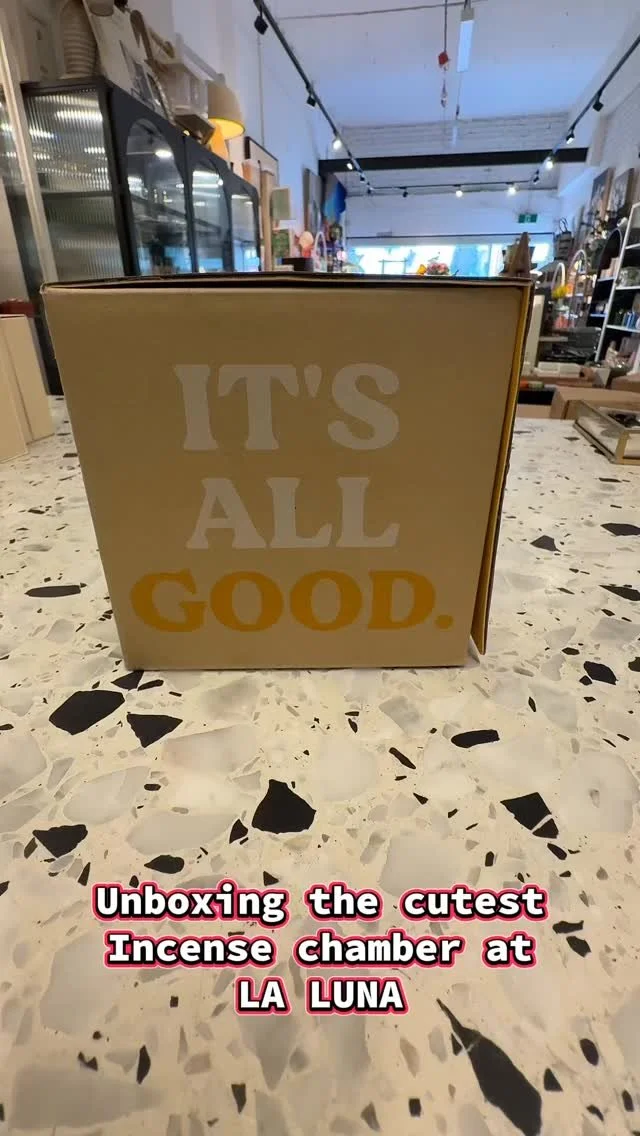 IT'S
ALL
GOOD.
Unboxing the cutest
Incense chamber at
LA LUNA